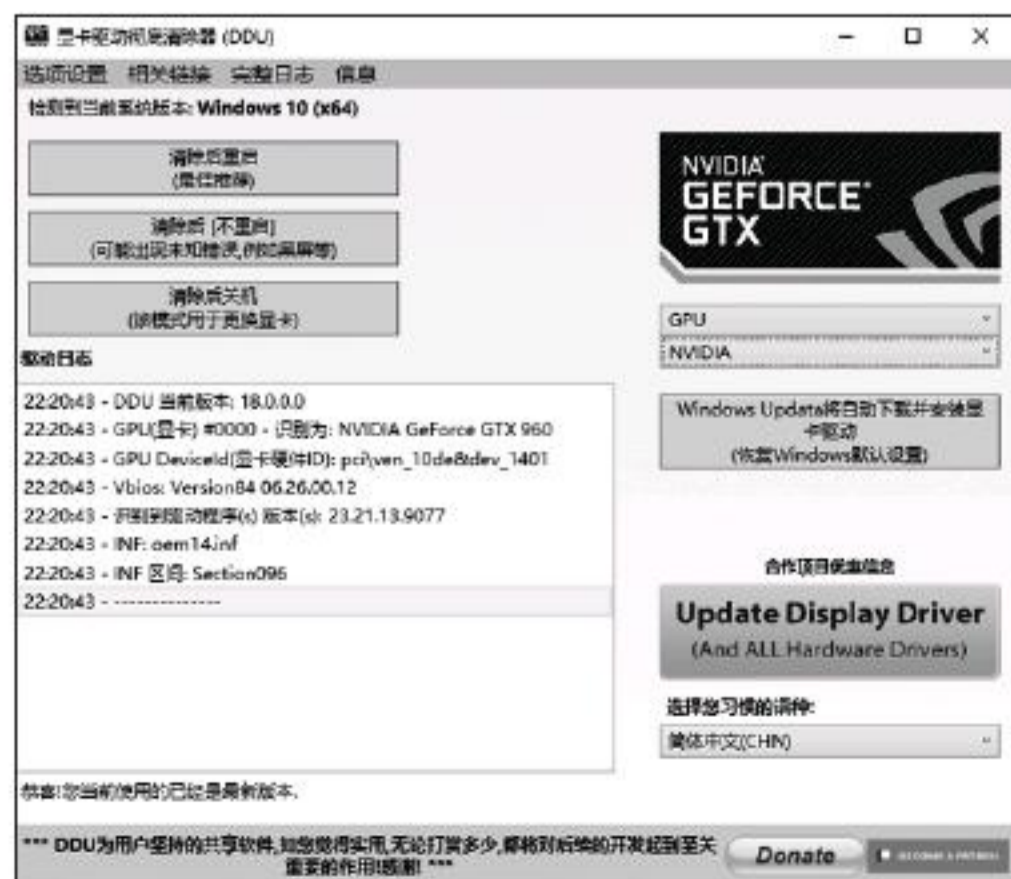 显卡驱动彻底清除器 (DDU)
选项设置 相关链接 完整日志 信息
检测到当前系统版本: Windows 10 (x64)
清除后重启
(最佳推荐)
清除后 (不重启)
(可能出现未知错误,例如黑屏等)
清除后关机
(该模式用于更换显卡)
驱动日志
22:20:43 - DDU 当前版本: 18.0.0.0
22:20:43 - GPU(显卡) #0000 - 识别为: NVIDIA GeForce GTX 960
22:20:43 - GPU DeviceId(显卡硬件ID): pci\ven_10de&dev_1401
22:20:43 - Vbios: Version84 06.26.00.12
22:20:43 - 识别到驱动程序(s) 版本(s): 23.21.13.9077
22:20:43 - INF: oem14.inf
22:20:43 - INF 区间: Section096
22:20:43 - --------------
NVIDIA
GEFORCE
GTX
GPU
NVIDIA
Windows Updata将自动下载并安装显
卡驱动
(恢复Windows默认设置)
合作项目优惠信息
Update Display Driver
(And ALL Hardware Drivers)
选择您习惯的语种:
简体中文(CHN)
恭喜!您当前使用的已经是最新版本.
*** DDU为用户坚持的共享软件,如您觉得实用,无论打赏多少,都将对后续的开发起到至关
重要的作用!感谢! ***
Donate
BECOME A PATRON